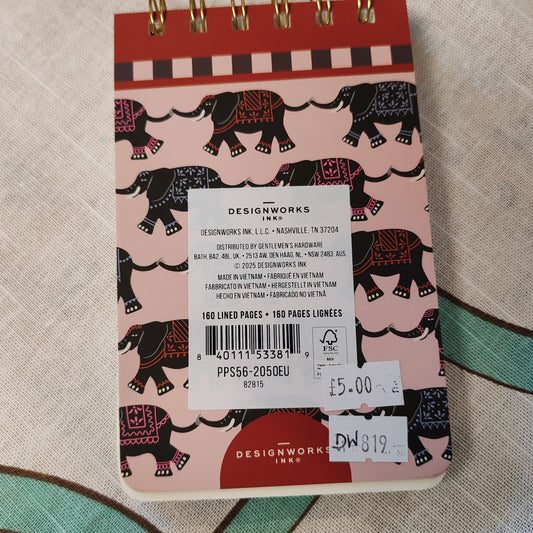 DESIGNWORKS
INK®
DESIGNWORKS INK, L.L.C. • NASHVILLE, TN 37204
DISTRIBUTED BY GENTLEMEN'S HARDWARE
BATH, BA2, 4BL, UK. • 2513 AW, DEN HAAG, NL, • NSW 2483. AUS.
© 2025 DESIGNWORKS INK
MADE IN VIETNAM • FABRIQUÉ EN VIETNAM
FABRICATO IN VIETNAM • HERGESTELLT IN VIETNAM
HECHO EN VIETNAM • FABRICADO NO VIETNÃ
160 LINED PAGES • 160 PAGES LIGNÉES
8 40111 53381 9
PPS56-2050EU
82815
FSC
MIX
£5.00
DW 819
DESIGNWORKS
INK®